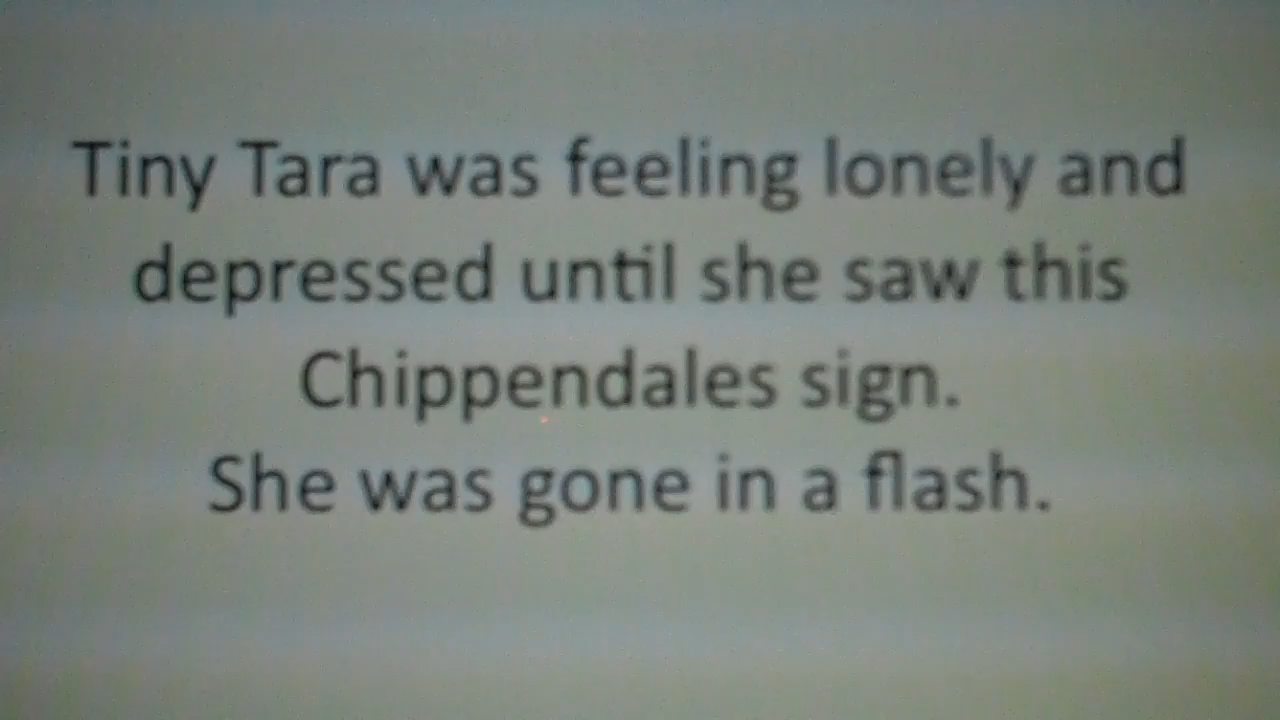 Tiny Tara was feeling lonely and
depressed until she saw this
Chippendales sign.
She was gone in a flash.